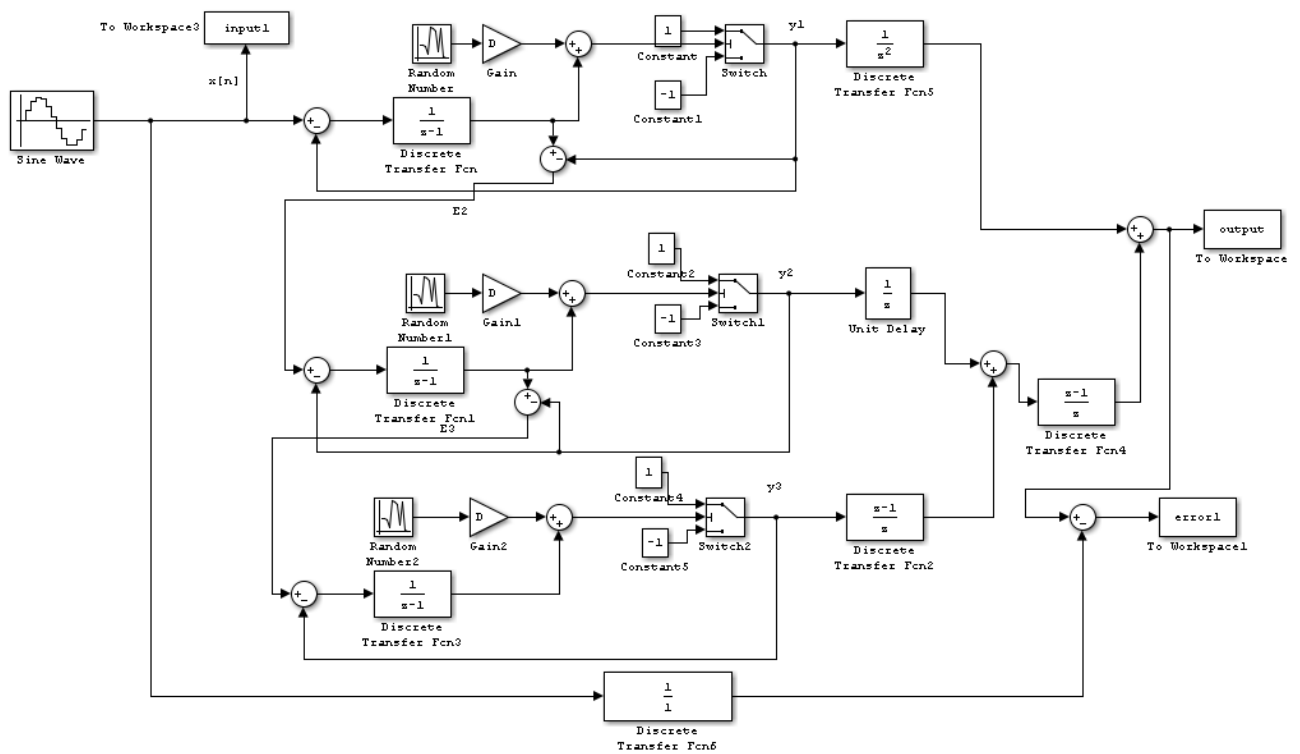 To Workspace3
input1
x[n]
Sine Wave
Random
Number
D
Gain
1
Constant
-1
Constant1
Switch
y1
1
z²
Discrete
Transfer Fcn5
1
z-1
Discrete
Transfer Fcn
E2
Random
Number1
D
Gain1
1
Constant2
-1
Constant3
Switch1
y2
1
z
Unit Delay
output
To Workspace
1
z-1
Discrete
Transfer Fcn1
E3
z-1
z
Discrete
Transfer Fcn4
Random
Number2
D
Gain2
1
Constant4
-1
Constant5
Switch2
y3
z-1
z
Discrete
Transfer Fcn2
error1
To Workspace1
1
z-1
Discrete
Transfer Fcn3
1
1
Discrete
Transfer Fcn6